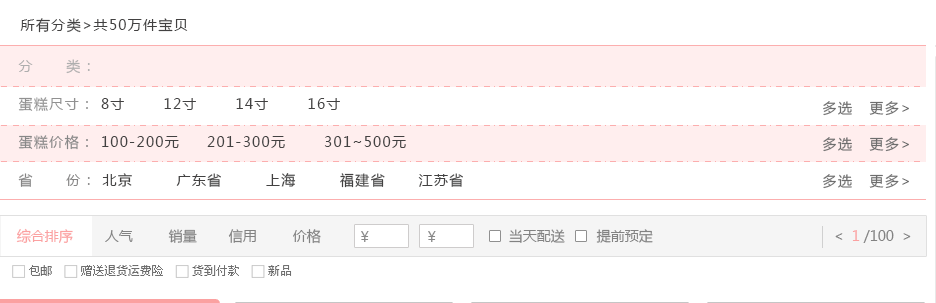 所有分类>共50万件宝贝
分 类：
蛋糕尺寸： 8寸 12寸 14寸 16寸 多选 更多>
蛋糕价格： 100-200元 201-300元 301~500元 多选 更多>
省 份： 北京 广东省 上海 福建省 江苏省 多选 更多>
综合排序 人气 销量 信用 价格 ¥ ¥ 当天配送 提前预定 < 1/100 >
包邮 赠送退货运费险 货到付款 新品